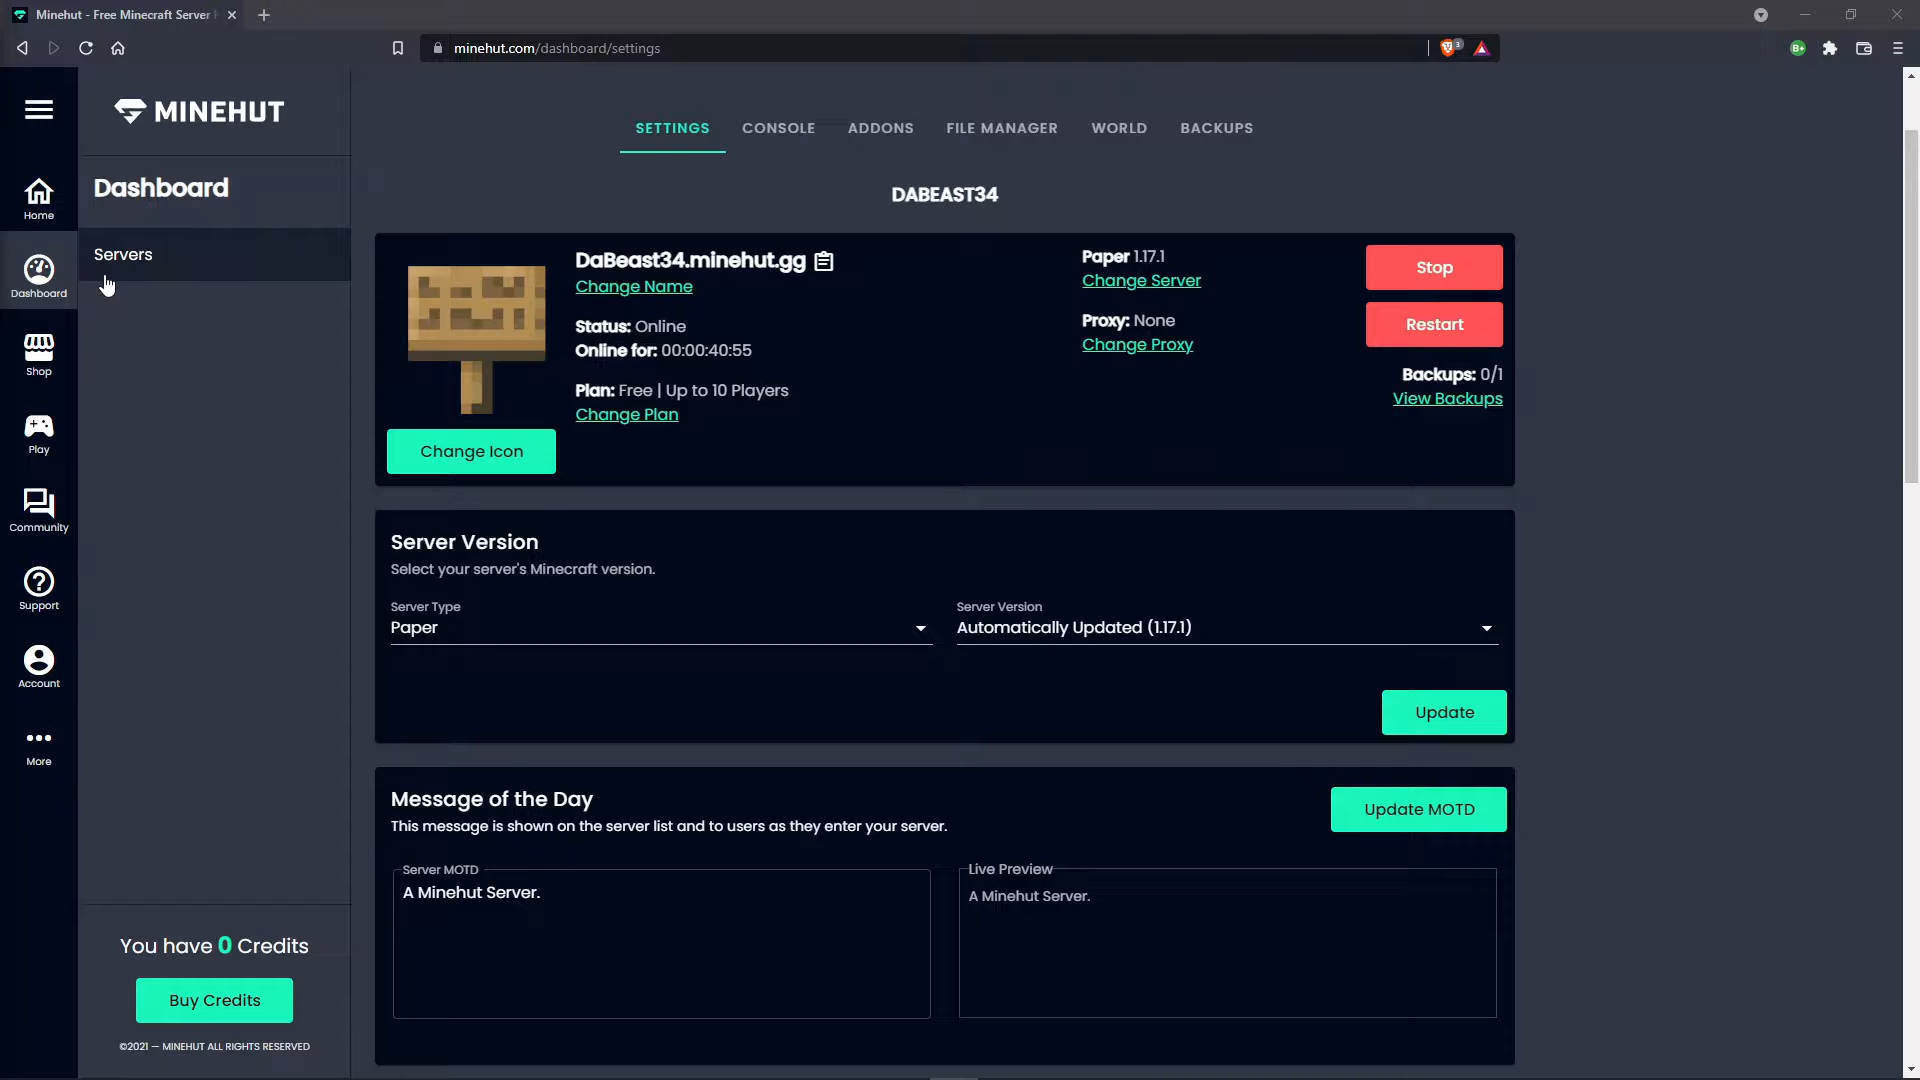 Minehut - Free Minecraft Server
minehut.com/dashboard/settings
3
B+
MINEHUT
Dashboard
Servers
Home
Dashboard
Shop
Play
Community
Support
Account
More
You have 0 Credits
Buy Credits
©2021 — MINEHUT ALL RIGHTS RESERVED
SETTINGS
CONSOLE
ADDONS
FILE MANAGER
WORLD
BACKUPS
DABEAST34
DaBeast34.minehut.gg
Change Name
Status: Online
Online for: 00:00:40:55
Plan: Free | Up to 10 Players
Change Plan
Change Icon
Paper 1.17.1
Change Server
Proxy: None
Change Proxy
Stop
Restart
Backups: 0/1
View Backups
Server Version
Select your server's Minecraft version.
Server Type
Paper
Server Version
Automatically Updated (1.17.1)
Update
Message of the Day
This message is shown on the server list and to users as they enter your server.
Update MOTD
Server MOTD
A Minehut Server.
Live Preview
A Minehut Server.